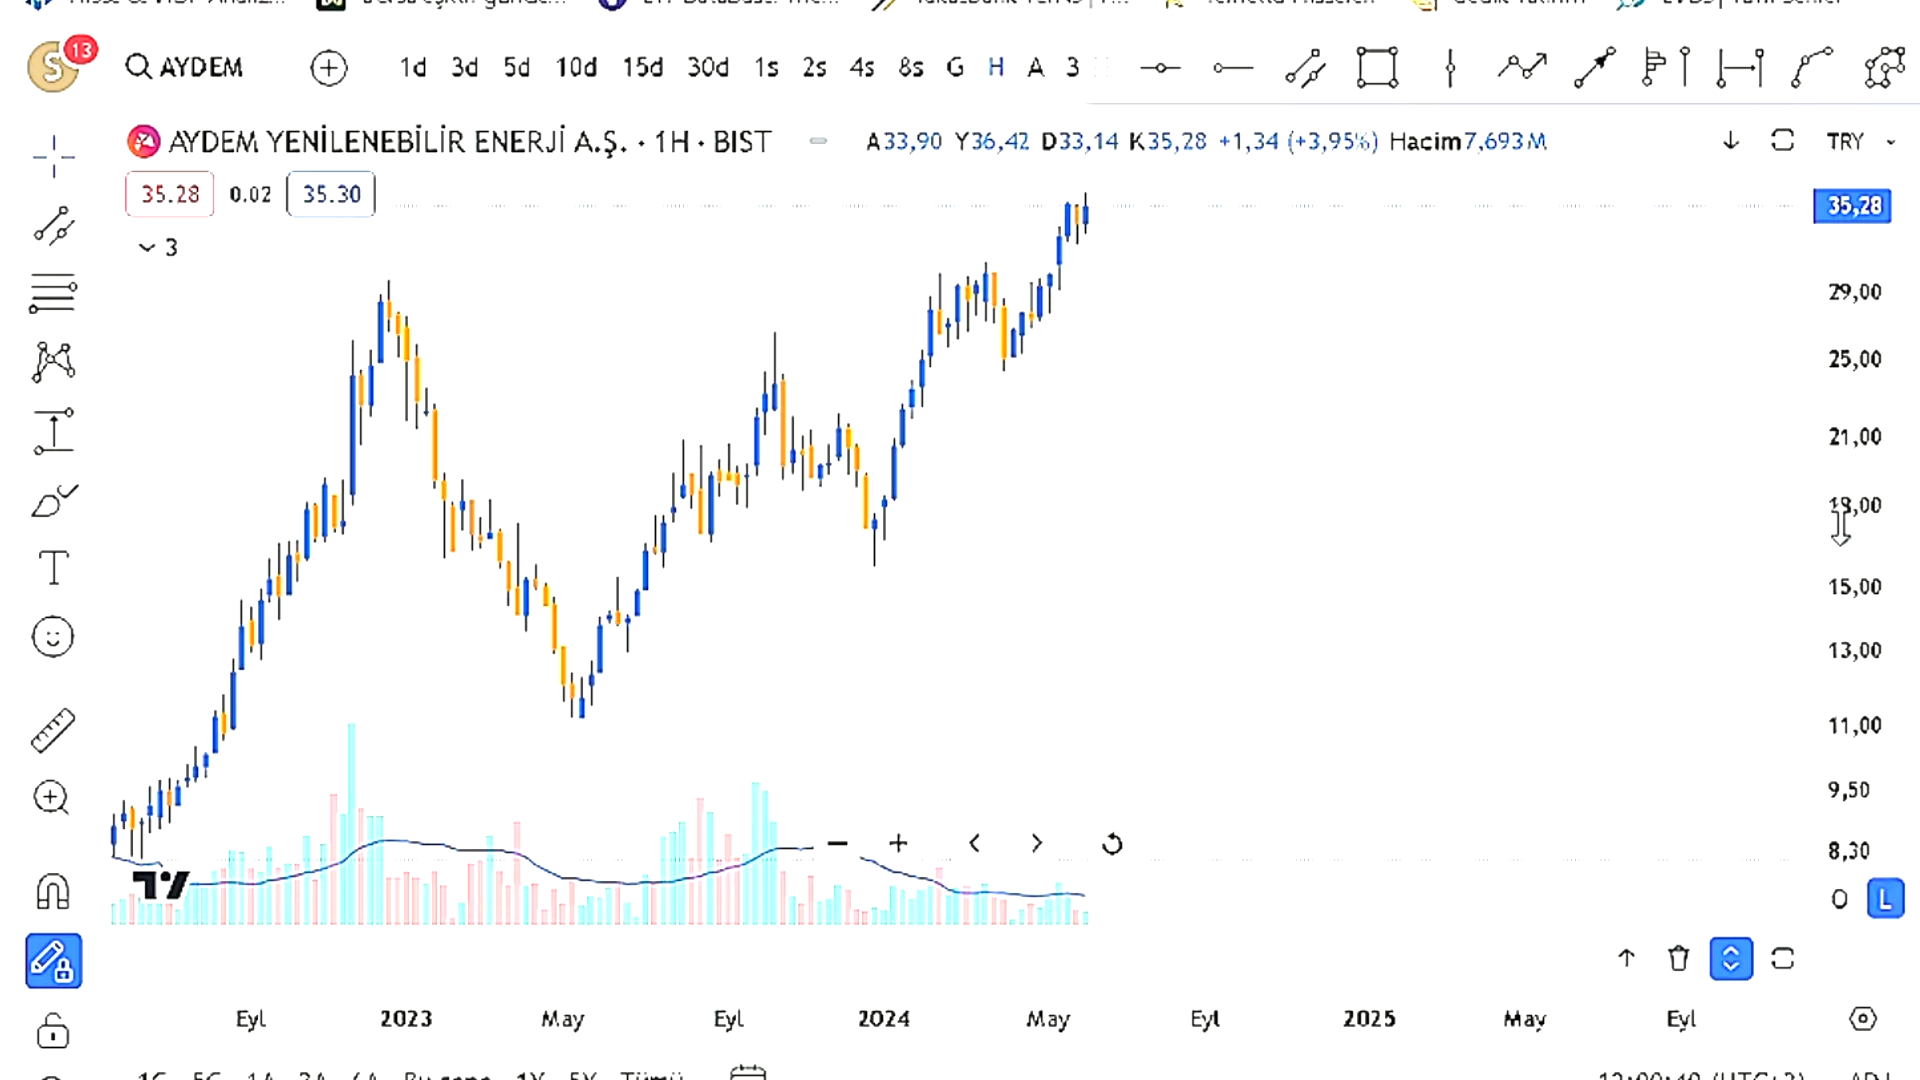 S 13 AYDEM 1d 3d 5d 10d 15d 30d 1s 2s 4s 8s G H A 3
AYDEM YENİLENEBİLİR ENERJİ A.Ş. · 1H · BIST A33,90 Y36,42 D33,14 K35,28 +1,34 (+3,95%) Hacim7,693M TRY
35.28 0.02 35.30 35,28
3
29,00
25,00
21,00
18,00
15,00
13,00
11,00
9,50
8,30
O L
Eyl 2023 May Eyl 2024 May Eyl 2025 May Eyl